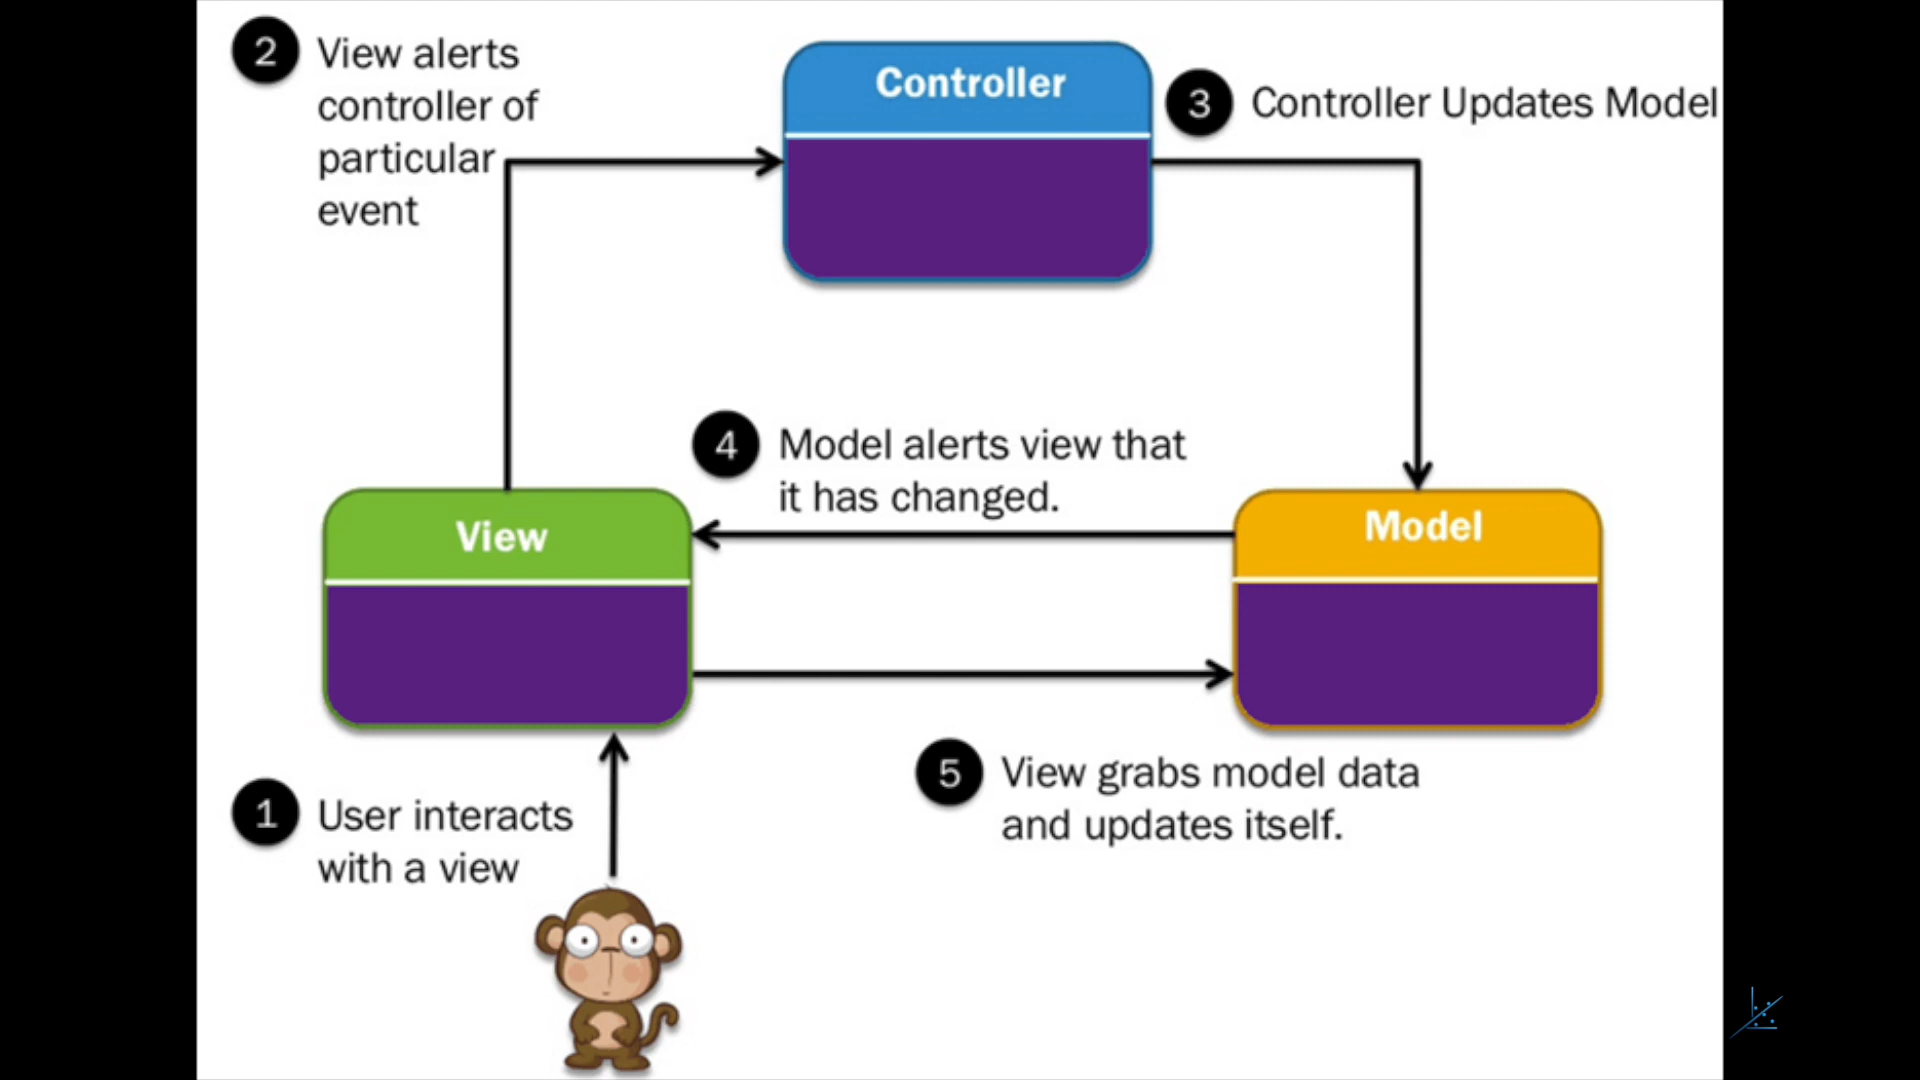 2 View alerts
controller of
particular
event
Controller
3 Controller Updates Model
4 Model alerts view that
it has changed.
View
Model
5 View grabs model data
and updates itself.
1 User interacts
with a view